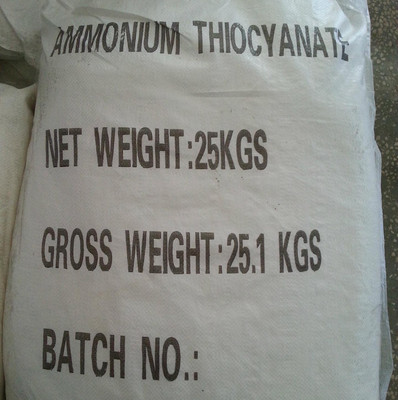 AMMONIUM THIOCYANATE
NET WEIGHT:25KGS
GROSS WEIGHT:25.1 KGS
BATCH NO.: